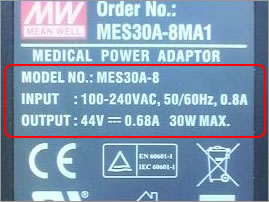 MW
MEAN WELL
Order No.:
MES30A-8MA1
MEDICAL POWER ADAPTOR
MODEL NO.: MES30A-8
INPUT : 100-240VAC, 50/60Hz, 0.8A
OUTPUT : 44V⎓0.68A 30W MAX.
CE
EN 60601-1
IEC 60601-1